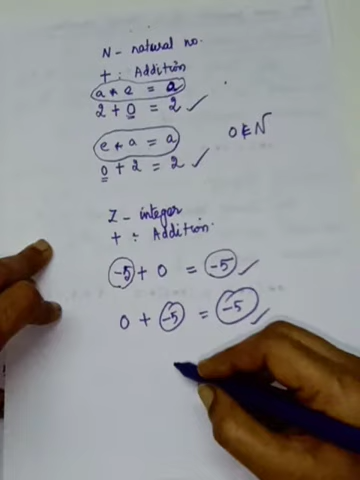 N - natural no.
+ : Addition
a * e = a
2 + 0 = 2 ✓
e * a = a
0 ∉ N
0 + 2 = 2 ✓
Z - integer
+ : Addition.
-5 + 0 = -5 ✓
0 + -5 = -5 ✓